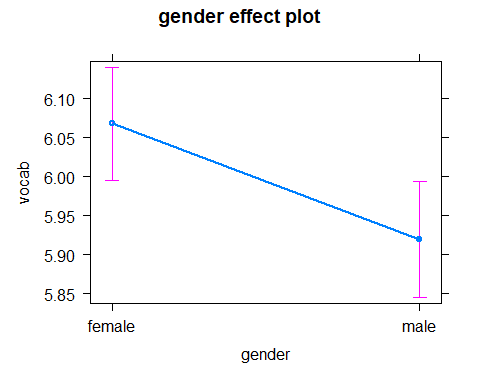 gender effect plot
6.10
6.05
6.00
5.95
5.90
5.85
vocab
female
male
gender